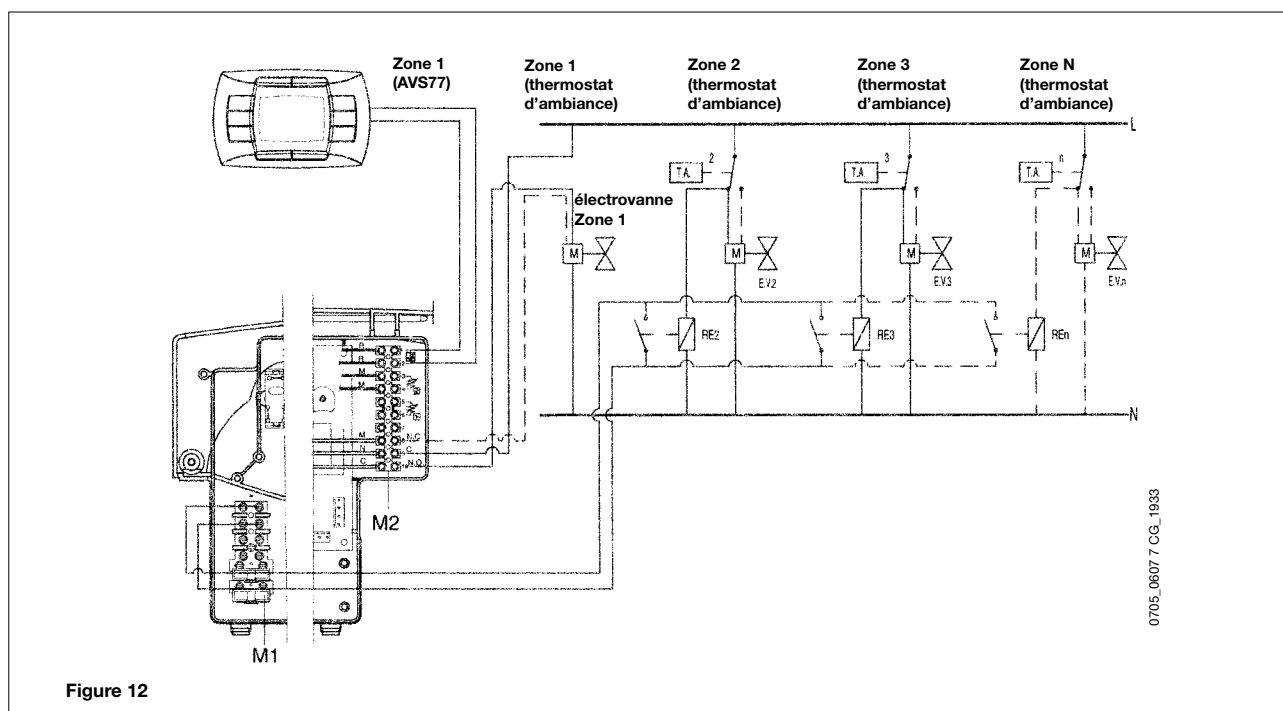 Zone 1
(AVS77)
Zone 1
(thermostat
d'ambiance)
Zone 2
(thermostat
d'ambiance)
Zone 3
(thermostat
d'ambiance)
Zone N
(thermostat
d'ambiance)
L
2
T.A.
3
T.A.
n
T.A.
électrovanne
Zone 1
M
M
E.V.2
M
E.V.3
M
E.V.n
RE2
RE3
REn
N
R
R
M
M
M
N
C
N.C
C
N.O
M2
M1
0705_0607 7 CG_1933
Figure 12